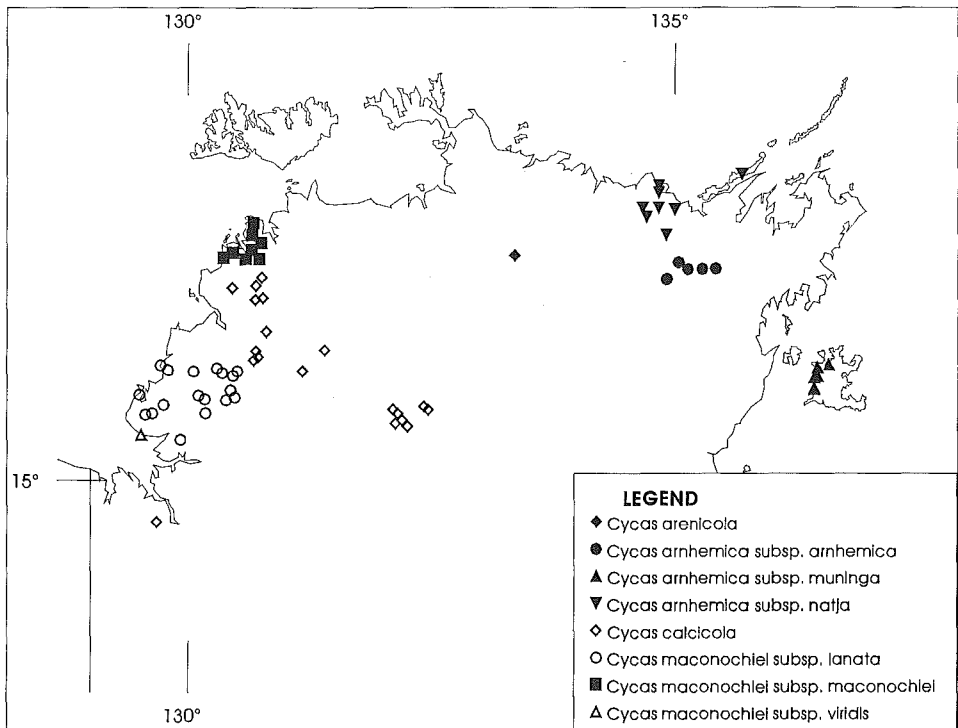 130°
135°
15°
130°
LEGEND
Cycas arenicola
Cycas arnhemica subsp. arnhemica
Cycas arnhemica subsp. muninga
Cycas arnhemica subsp. natja
Cycas calcicola
Cycas maconochiei subsp. lanata
Cycas maconochiei subsp. maconochiei
Cycas maconochiei subsp. viridis